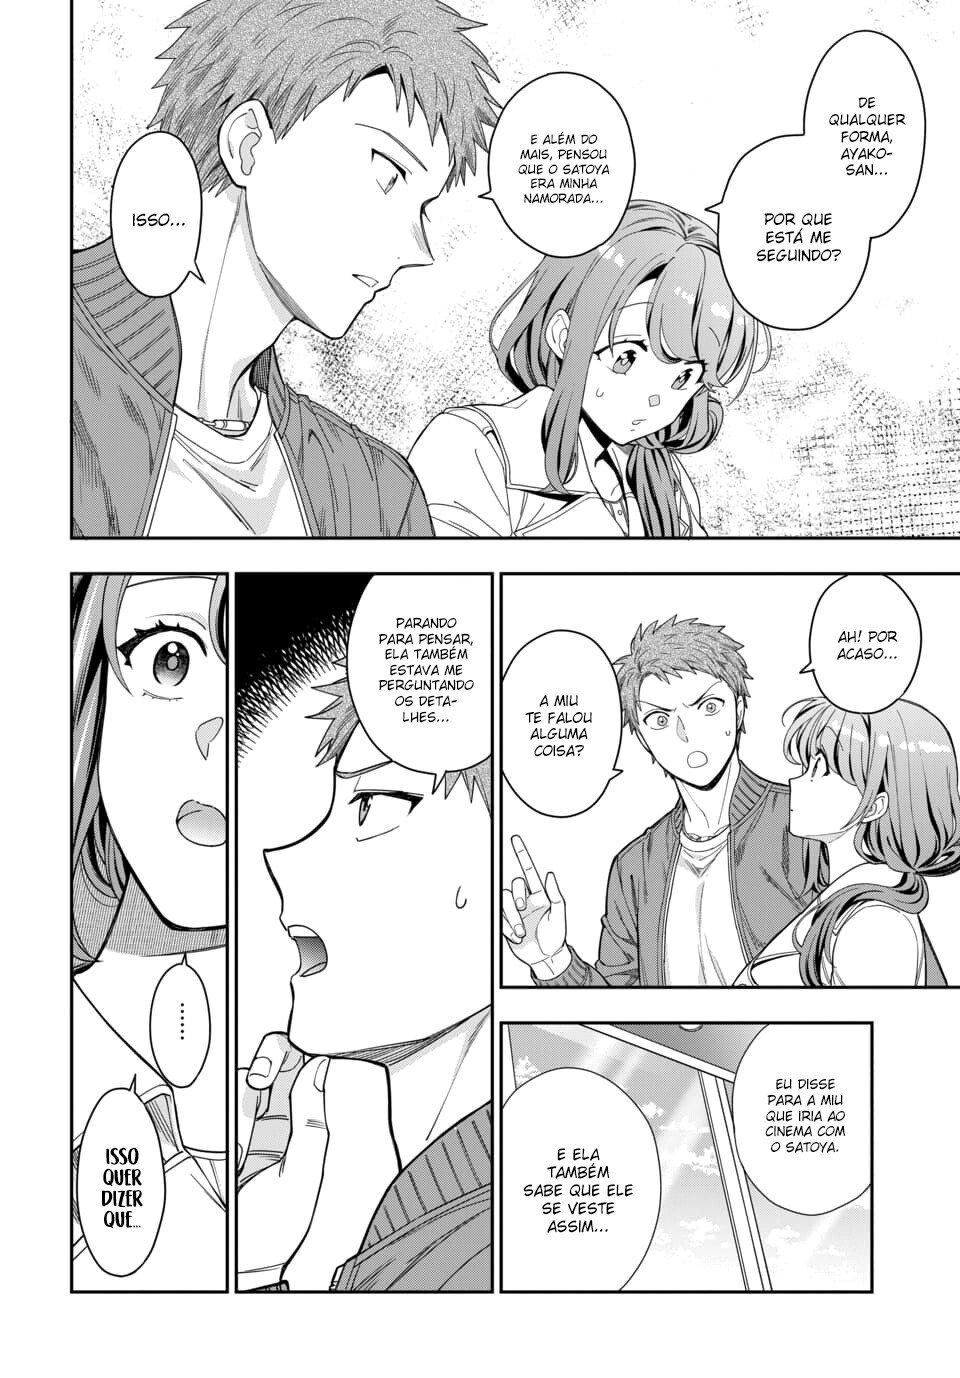 DE
QUALQUER
FORMA,
AYAKO-
SAN...
POR QUE
ESTÁ ME
SEGUINDO?
E ALÉM DO
MAIS, PENSOU
QUE O SATOYA
ERA MINHA
NAMORADA...
ISSO...
AH! POR
ACASO...
A MIU
TE FALOU
ALGUMA
COISA?
EU DISSE
PARA A MIU
QUE IRIA AO
CINEMA COM
O SATOYA.
E ELA
TAMBÉM
SABE QUE ELE
SE VESTE
ASSIM...
PARANDO
PARA PENSAR,
ELA TAMBÉM
ESTAVA ME
PERGUNTANDO
OS DETA-
LHES...
......
ISSO
QUER
DIZER
QUE...